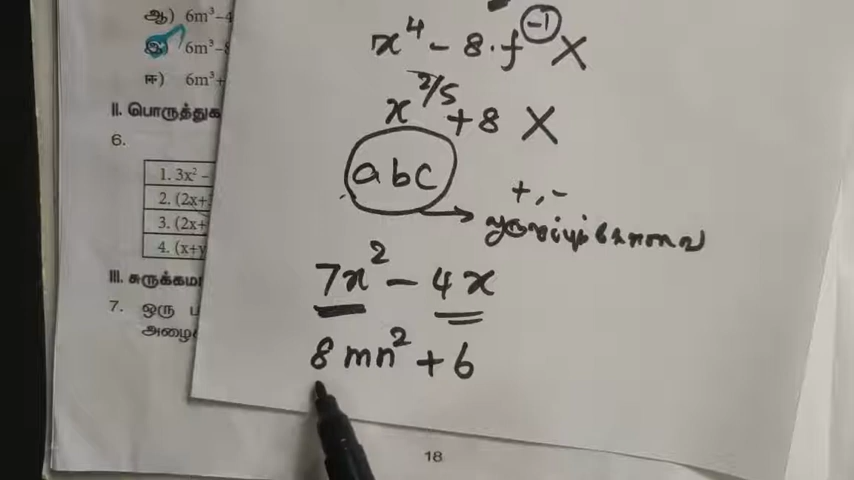 ஆ) 6m³-4
இ) 6m³-8
ஈ) 6m³+
II. பொருத்துக
6.
1. 3x² -
2. (2x+
3. (2x+
4. (x+y
III. சுருக்கமா
7. ஒரு ப
அழை
18
x⁴ - 8·f⁻¹ X
x^2/5 + 8 X
abc
+, -
7x² - 4x
8mn² + 6